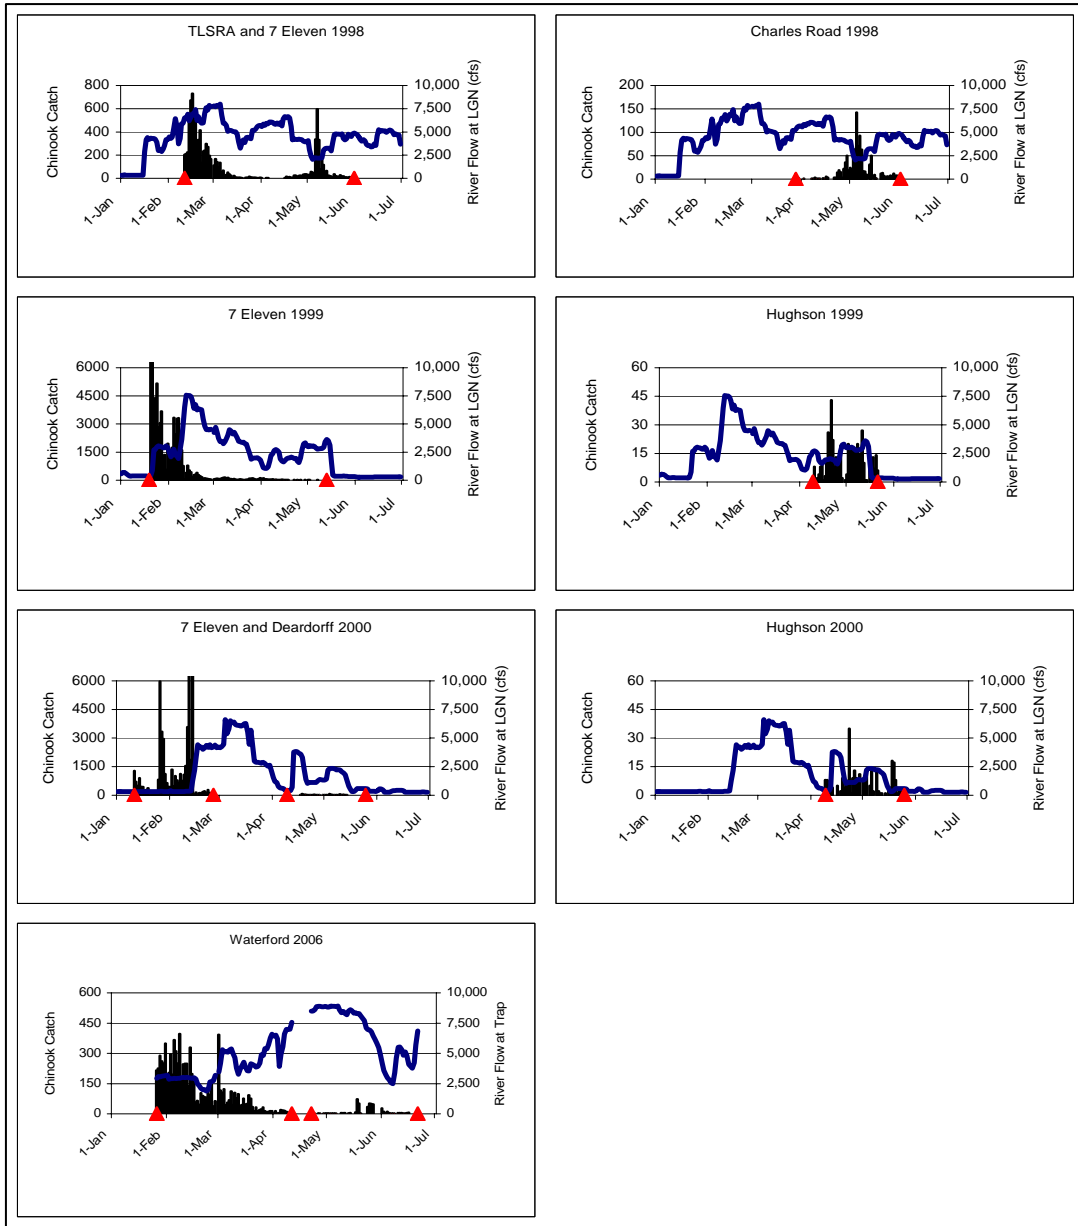 TLSRA and 7 Eleven 1998
Chinook Catch
800
600
400
200
0
10,000
7,500
5,000
2,500
0
River Flow at LGN (cfs)
1-Jan
1-Feb
1-Mar
1-Apr
1-May
1-Jun
1-Jul
Charles Road 1998
Chinook Catch
200
150
100
50
0
10,000
7,500
5,000
2,500
0
River Flow at LGN (cfs)
1-Jan
1-Feb
1-Mar
1-Apr
1-May
1-Jun
1-Jul
7 Eleven 1999
Chinook Catch
6000
4500
3000
1500
0
10,000
7,500
5,000
2,500
0
River Flow at LGN (cfs)
1-Jan
1-Feb
1-Mar
1-Apr
1-May
1-Jun
1-Jul
Hughson 1999
Chinook Catch
60
45
30
15
0
10,000
7,500
5,000
2,500
0
River Flow at LGN (cfs)
1-Jan
1-Feb
1-Mar
1-Apr
1-May
1-Jun
1-Jul
7 Eleven and Deardorff 2000
Chinook Catch
6000
4500
3000
1500
0
10,000
7,500
5,000
2,500
0
River Flow at LGN (cfs)
1-Jan
1-Feb
1-Mar
1-Apr
1-May
1-Jun
1-Jul
Hughson 2000
Chinook Catch
60
45
30
15
0
10,000
7,500
5,000
2,500
0
River Flow at LGN (cfs)
1-Jan
1-Feb
1-Mar
1-Apr
1-May
1-Jun
1-Jul
Waterford 2006
Chinook Catch
600
450
300
150
0
10,000
7,500
5,000
2,500
0
River Flow at Trap
1-Jan
1-Feb
1-Mar
1-Apr
1-May
1-Jun
1-Jul